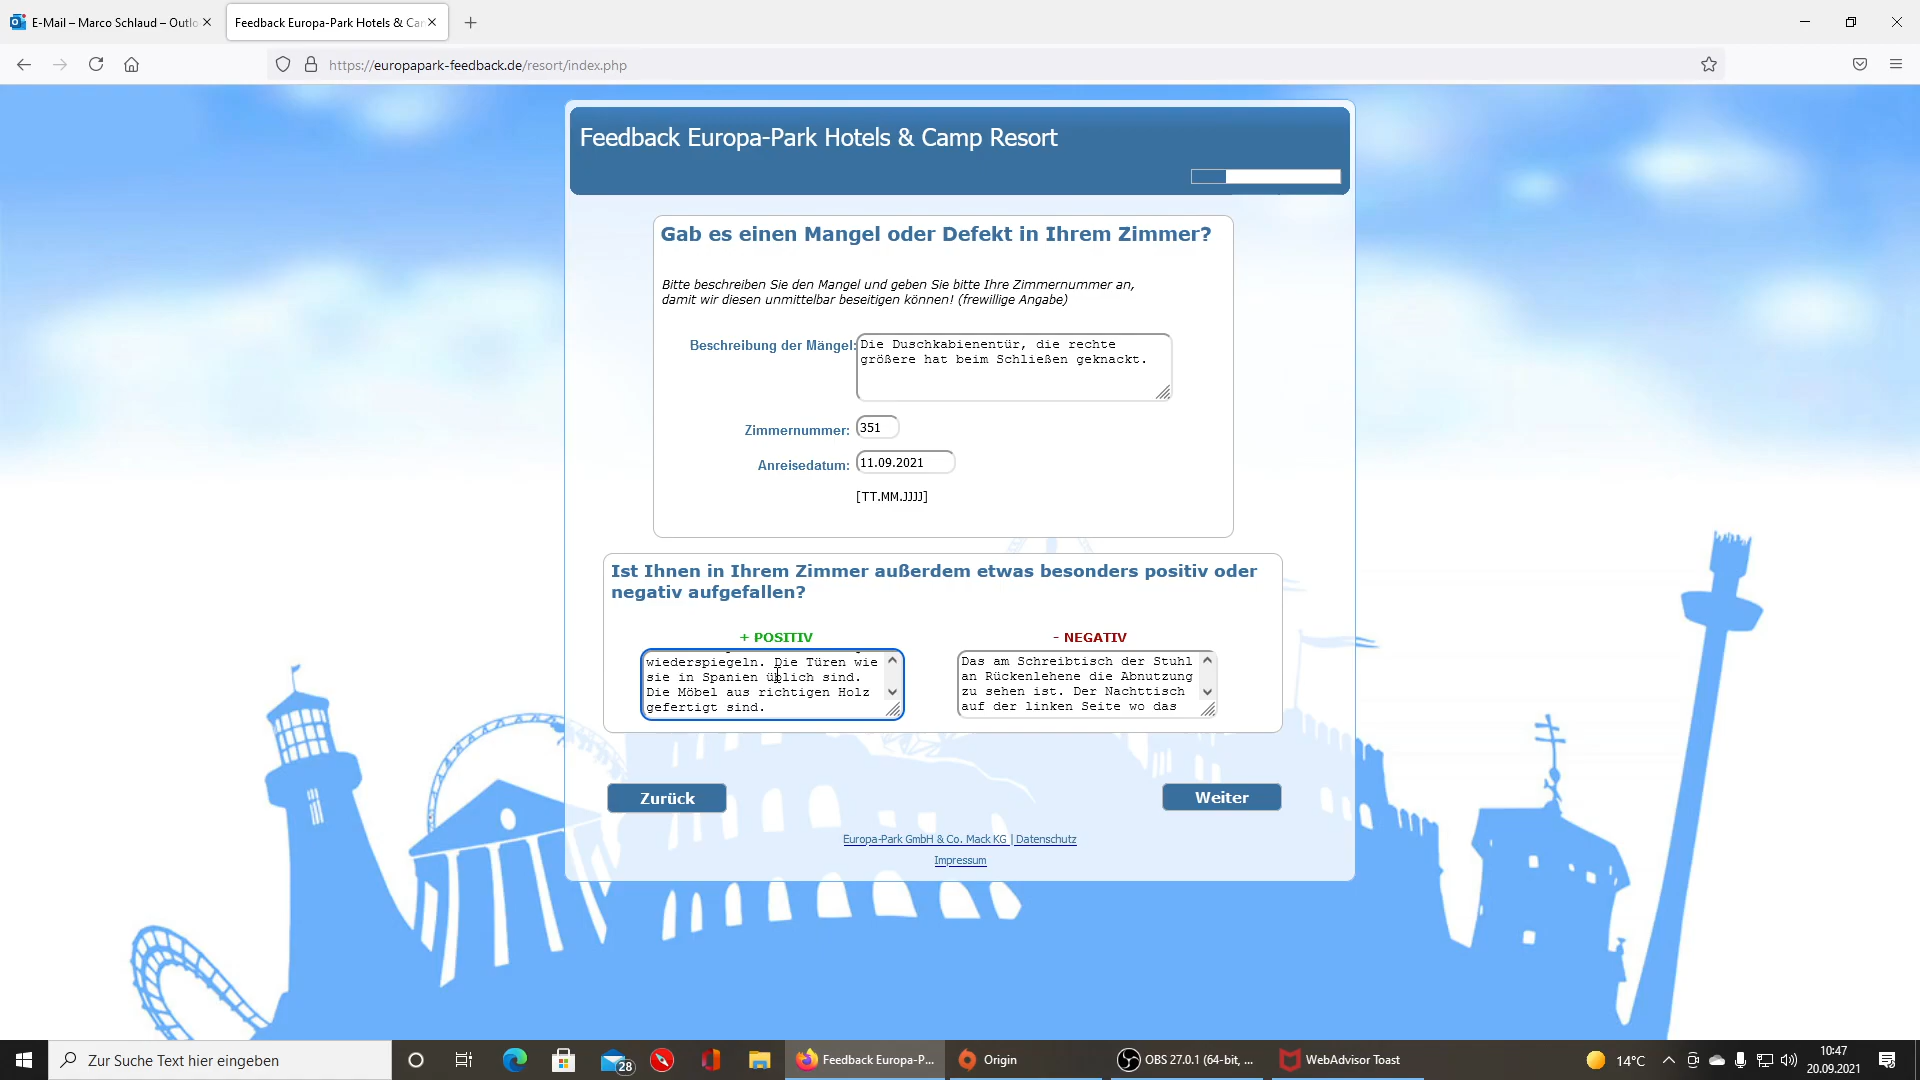 E-Mail – Marco Schlaud – Outlo
Feedback Europa-Park Hotels & Ca
https://europapark-feedback.de/resort/index.php
Feedback Europa-Park Hotels & Camp Resort
Gab es einen Mangel oder Defekt in Ihrem Zimmer?
Bitte beschreiben Sie den Mangel und geben Sie bitte Ihre Zimmernummer an,
damit wir diesen unmittelbar beseitigen können! (frewillige Angabe)
Beschreibung der Mängel:
Die Duschkabienentür, die rechte
größere hat beim Schließen geknackt.
Zimmernummer: 351
Anreisedatum: 11.09.2021
[TT.MM.JJJJ]
Ist Ihnen in Ihrem Zimmer außerdem etwas besonders positiv oder
negativ aufgefallen?
+ POSITIV
wiederspiegeln. Die Türen wie
sie in Spanien üblich sind.
Die Möbel aus richtigen Holz
gefertigt sind.
- NEGATIV
Das am Schreibtisch der Stuhl
an Rückenlehene die Abnutzung
zu sehen ist. Der Nachttisch
auf der linken Seite wo das
Zurück
Weiter
Europa-Park GmbH & Co. Mack KG | Datenschutz
Impressum
Zur Suche Text hier eingeben
28
Feedback Europa-P...
Origin
OBS 27.0.1 (64-bit, ...
WebAdvisor Toast
14°C
10:47
20.09.2021